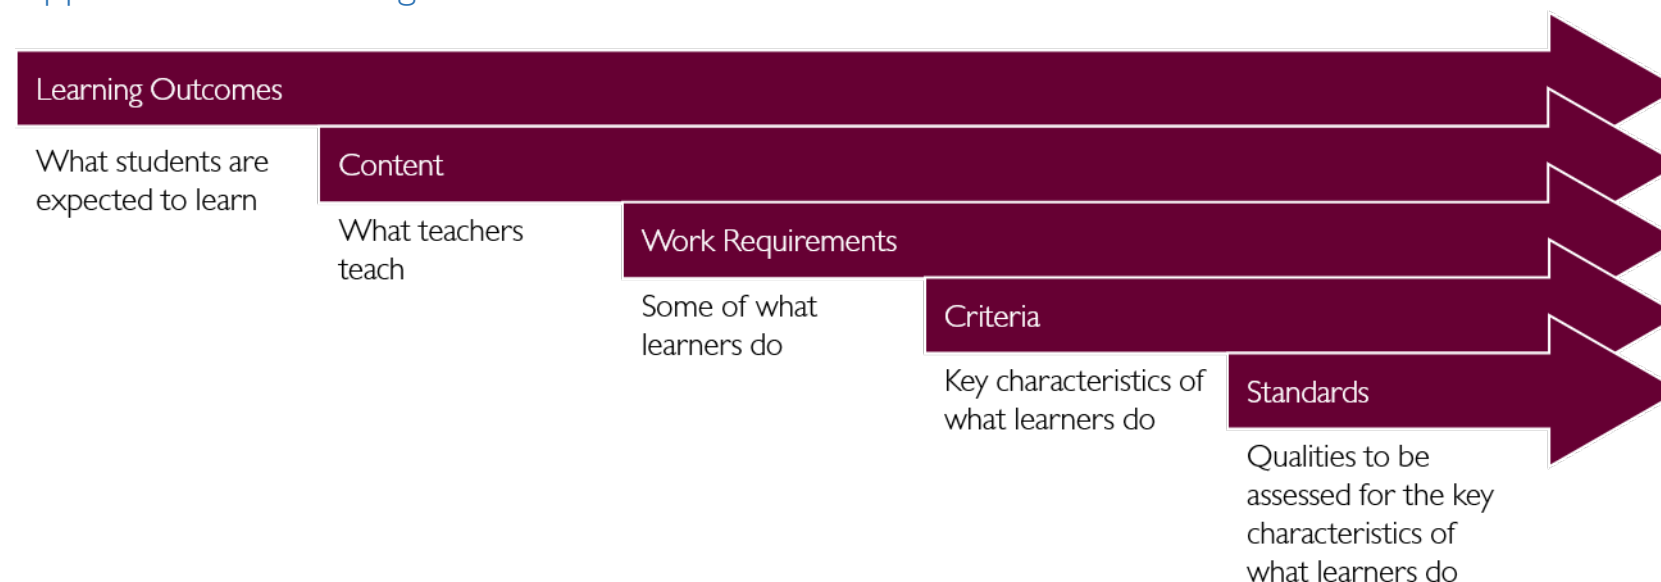 Learning Outcomes
What students are
expected to learn
Content
What teachers
teach
Work Requirements
Some of what
learners do
Criteria
Key characteristics of
what learners do
Standards
Qualities to be
assessed for the key
characteristics of
what learners do